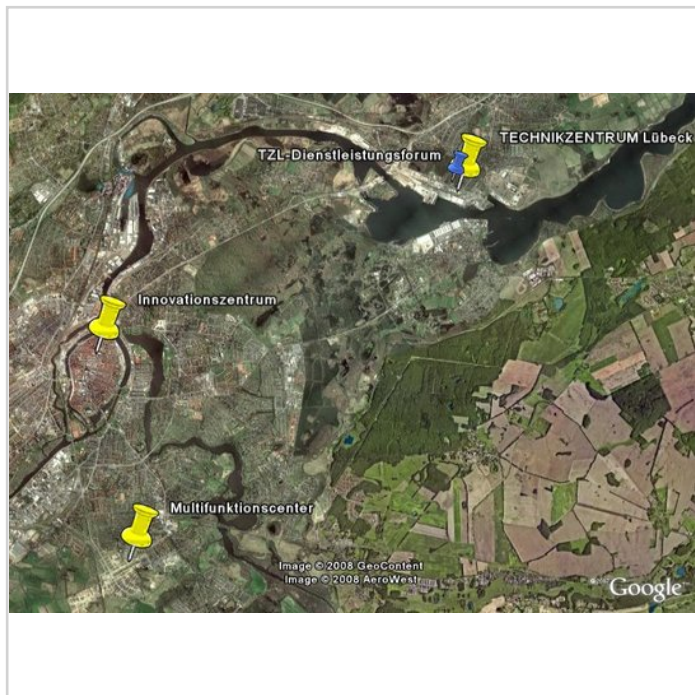 TECHNIKZENTRUM Lübeck
TZL-Dienstleistungsforum
Innovationszentrum
Multifunktionscenter
Image © 2008 GeoContent
Image © 2008 AeroWest
Google